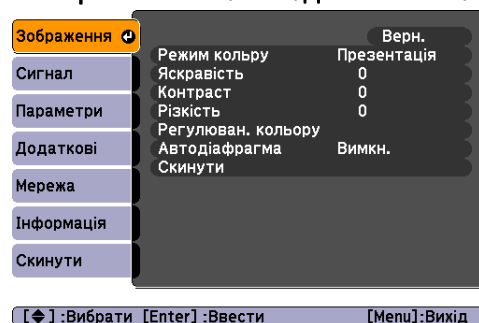 Зображення
Сигнал
Параметри
Додаткові
Мережа
Інформація
Скинути
Верн.
Режим кольру Презентація
Яскравість 0
Контраст 0
Різкість 0
Регулюван. кольору
Автодіафрагма Вимкн.
Скинути
[◆] :Вибрати [Enter] :Ввести [Menu]:Вихід